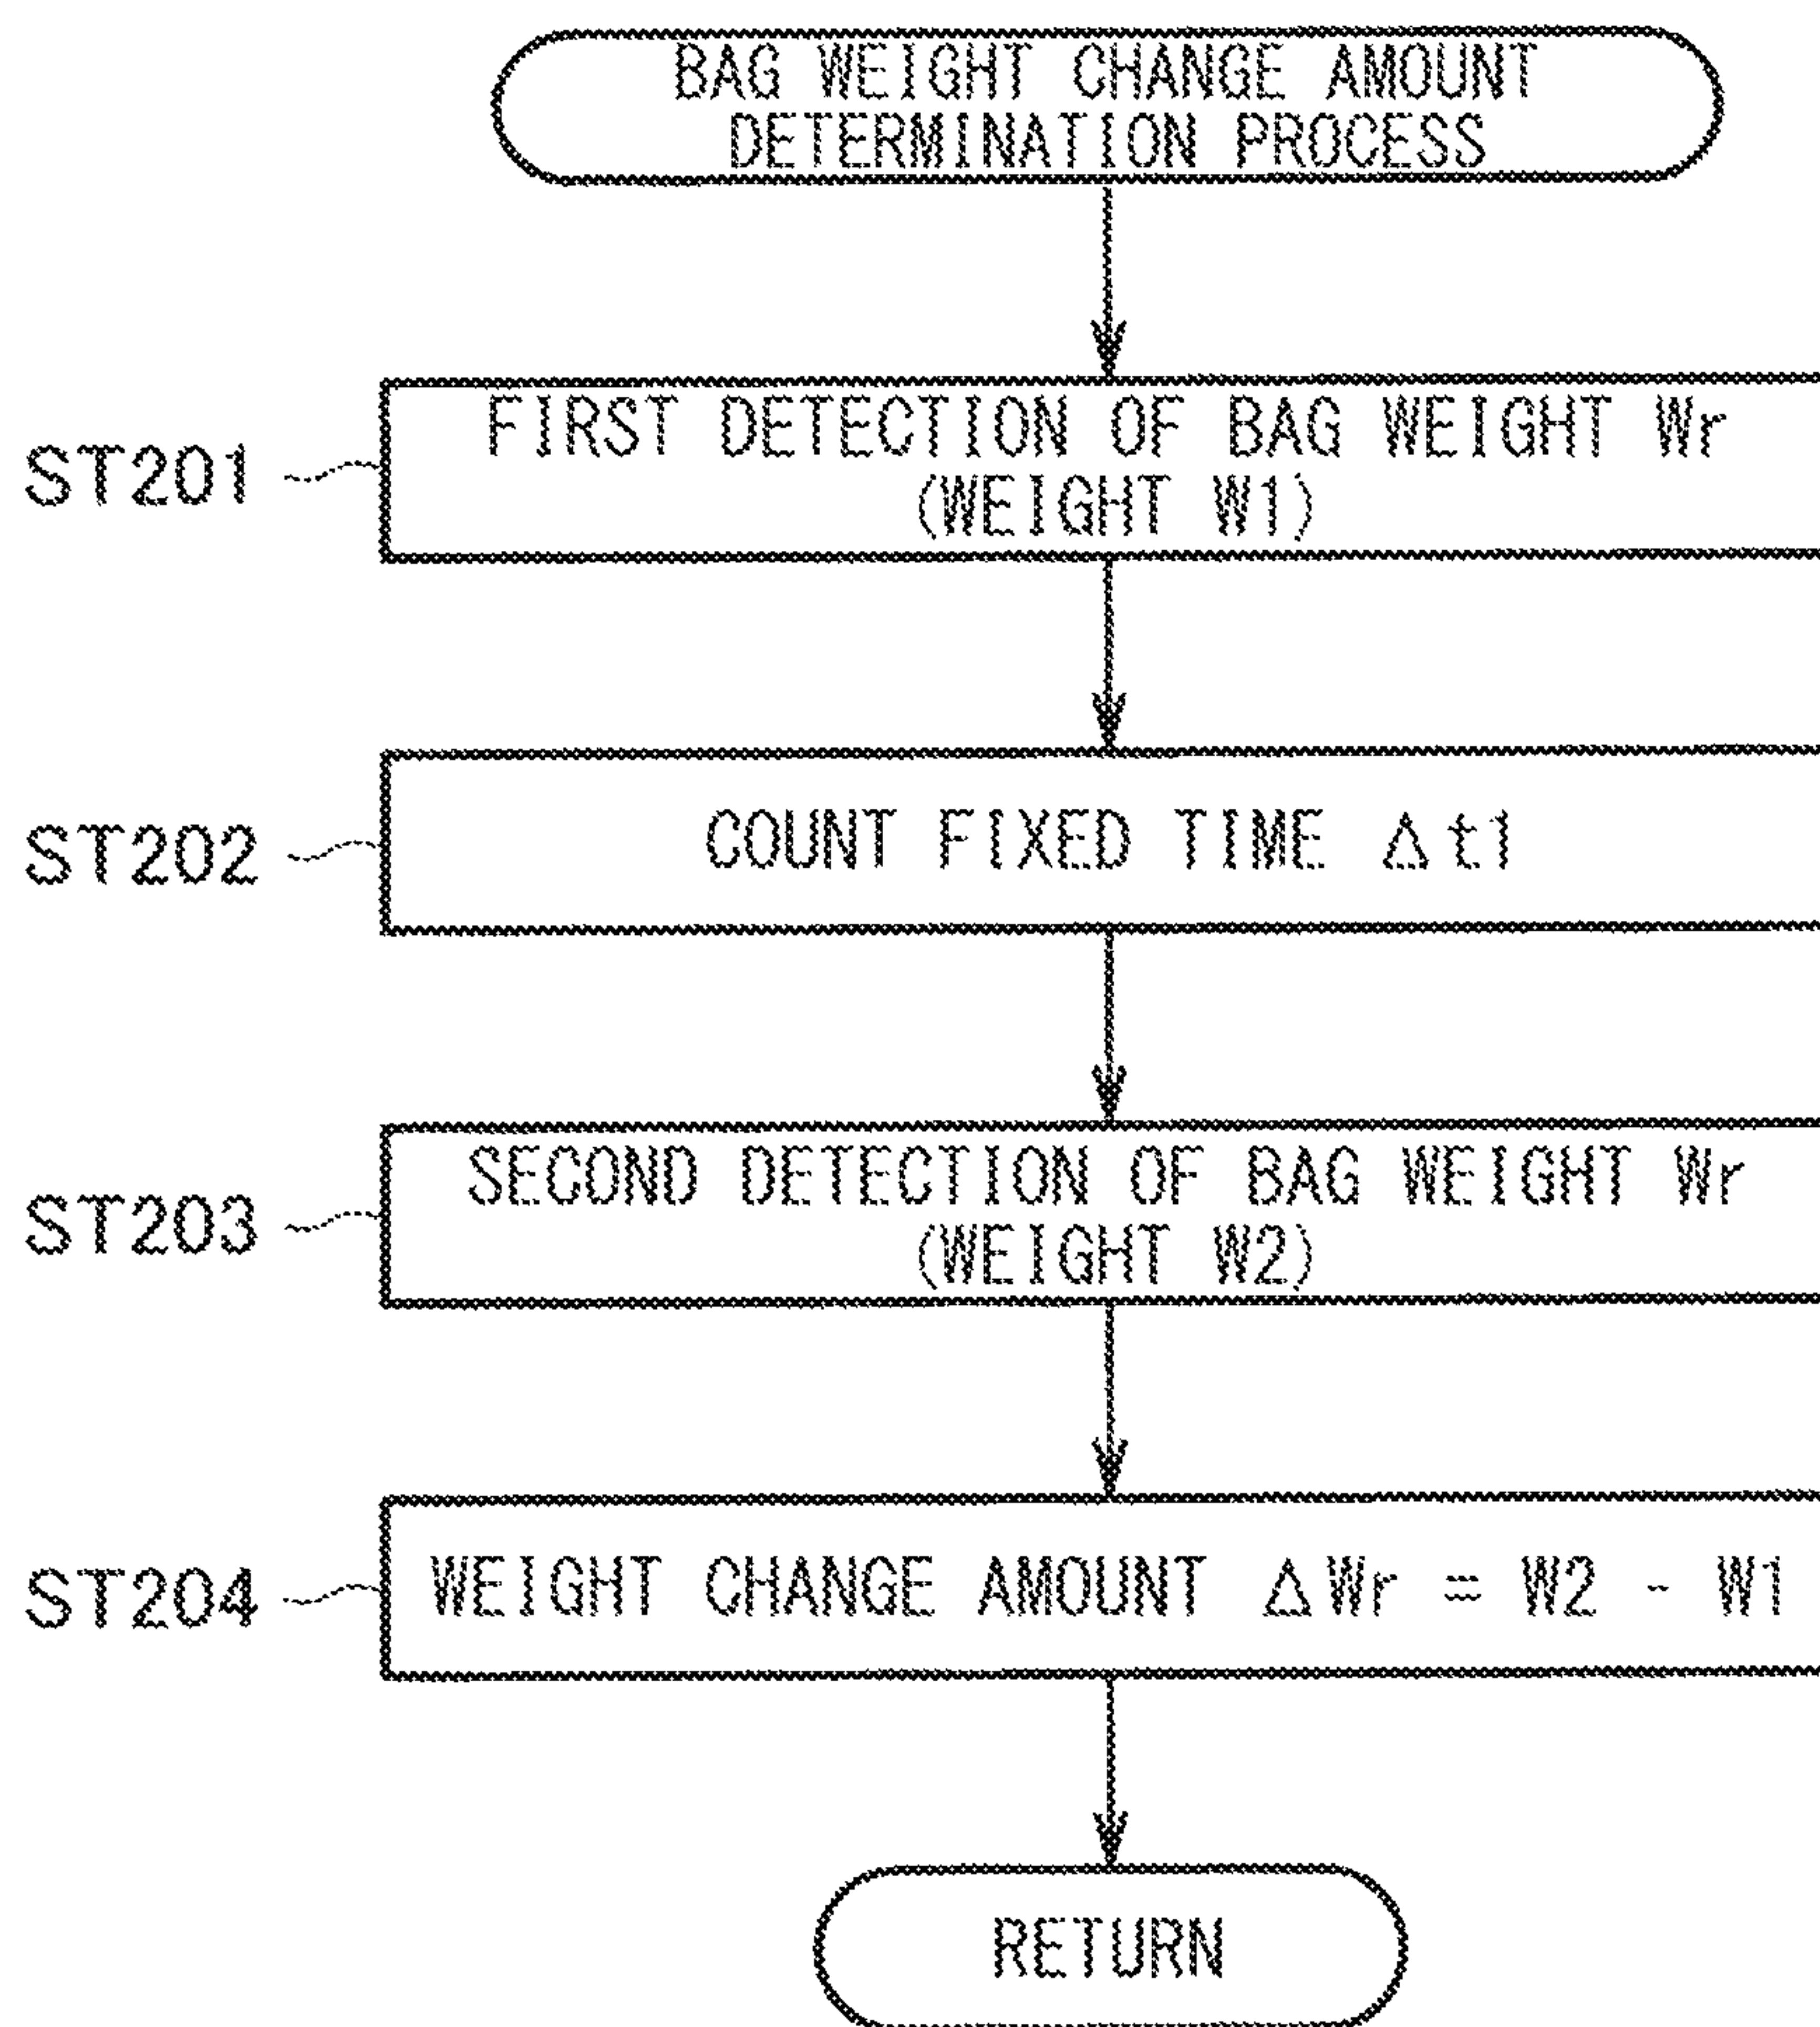 BAG WEIGHT CHANGE AMOUNT
DETERMINATION PROCESS
ST201
FIRST DETECTION OF BAG WEIGHT Wr
(WEIGHT W1)
ST202
COUNT FIXED TIME Δt1
ST203
SECOND DETECTION OF BAG WEIGHT Wr
(WEIGHT W2)
ST204
WEIGHT CHANGE AMOUNT ΔWr = W2 - W1
RETURN